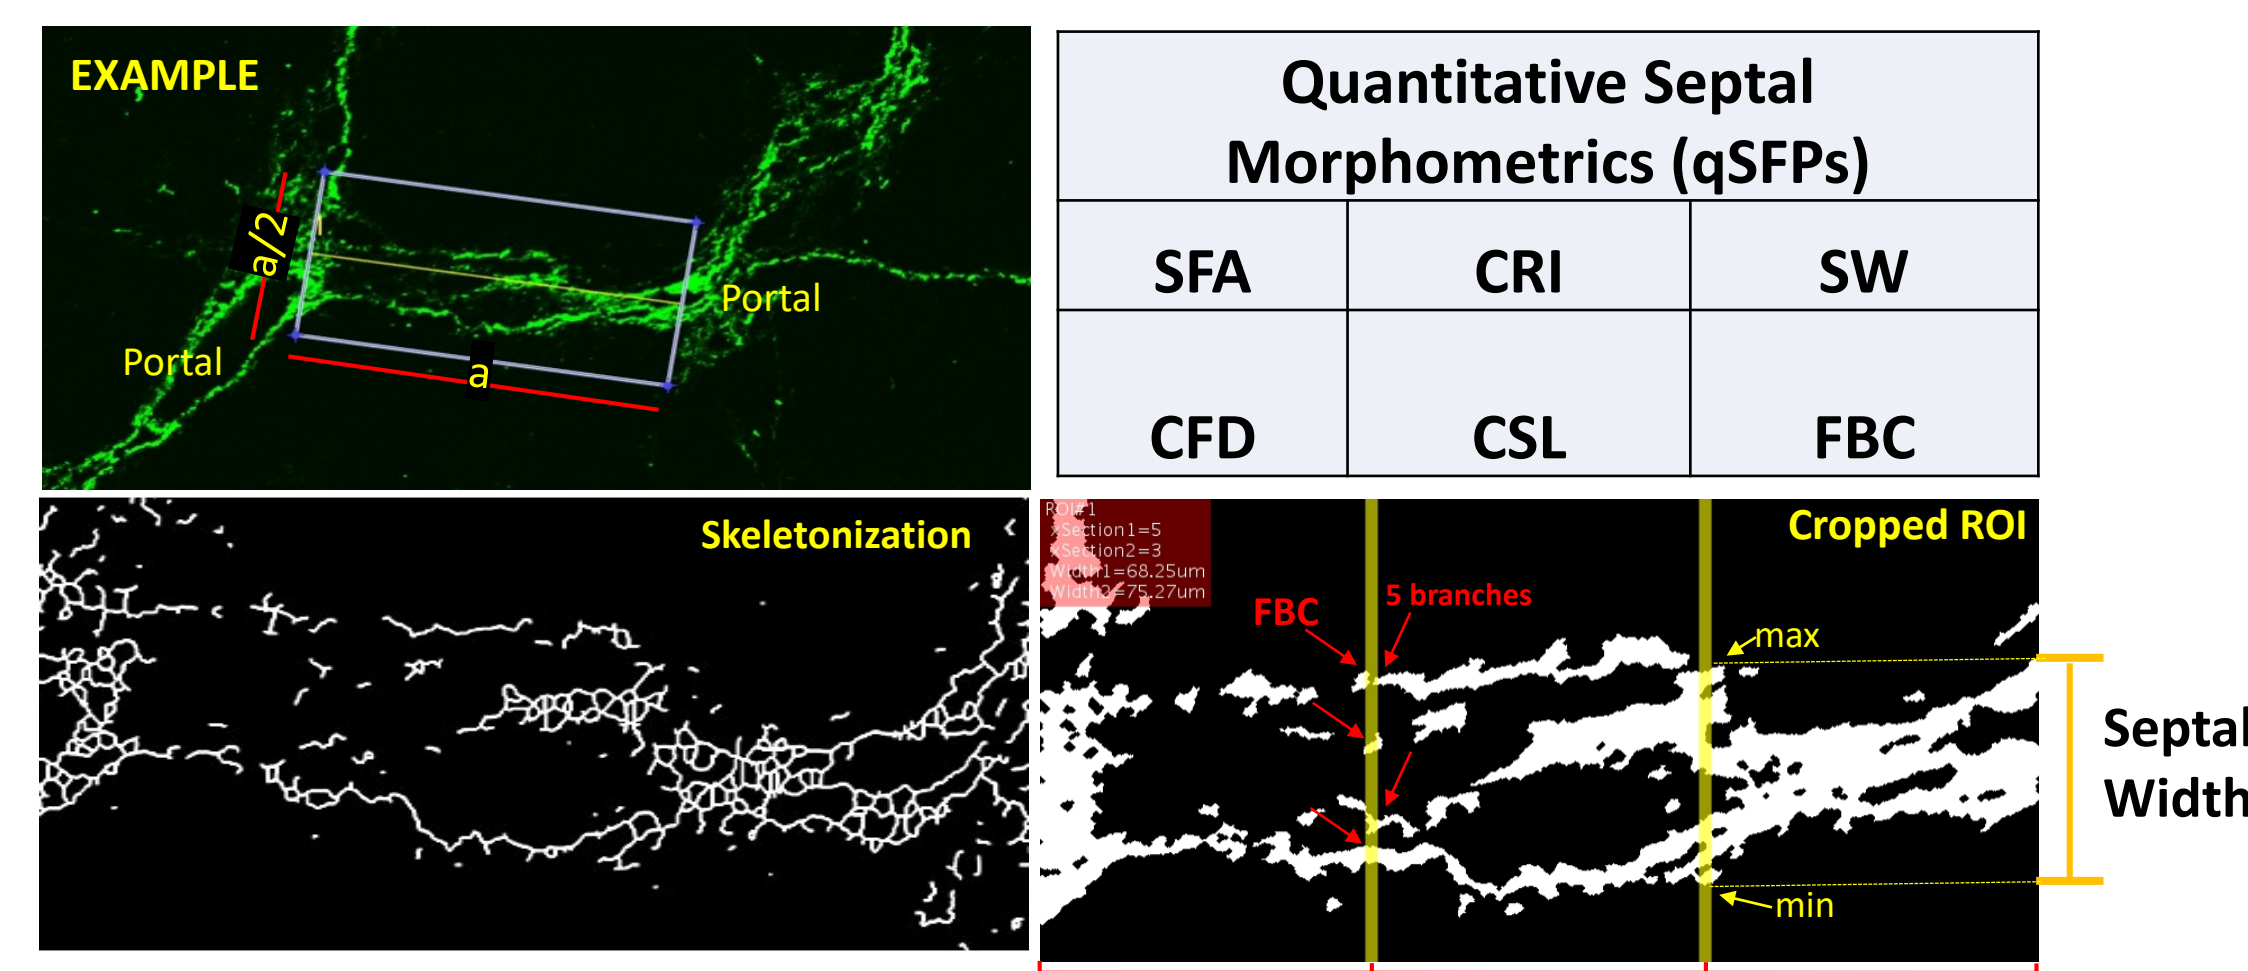 EXAMPLE
a/2
a
Portal
Portal
Quantitative Septal
Morphometrics (qSFPs)
SFA CRI SW
CFD CSL FBC
Skeletonization
ROI#1
xSection1=5
xSection2=3
Width1=68.25um
Width2=75.27um
Cropped ROI
FBC
5 branches
max
min
Septal
Width